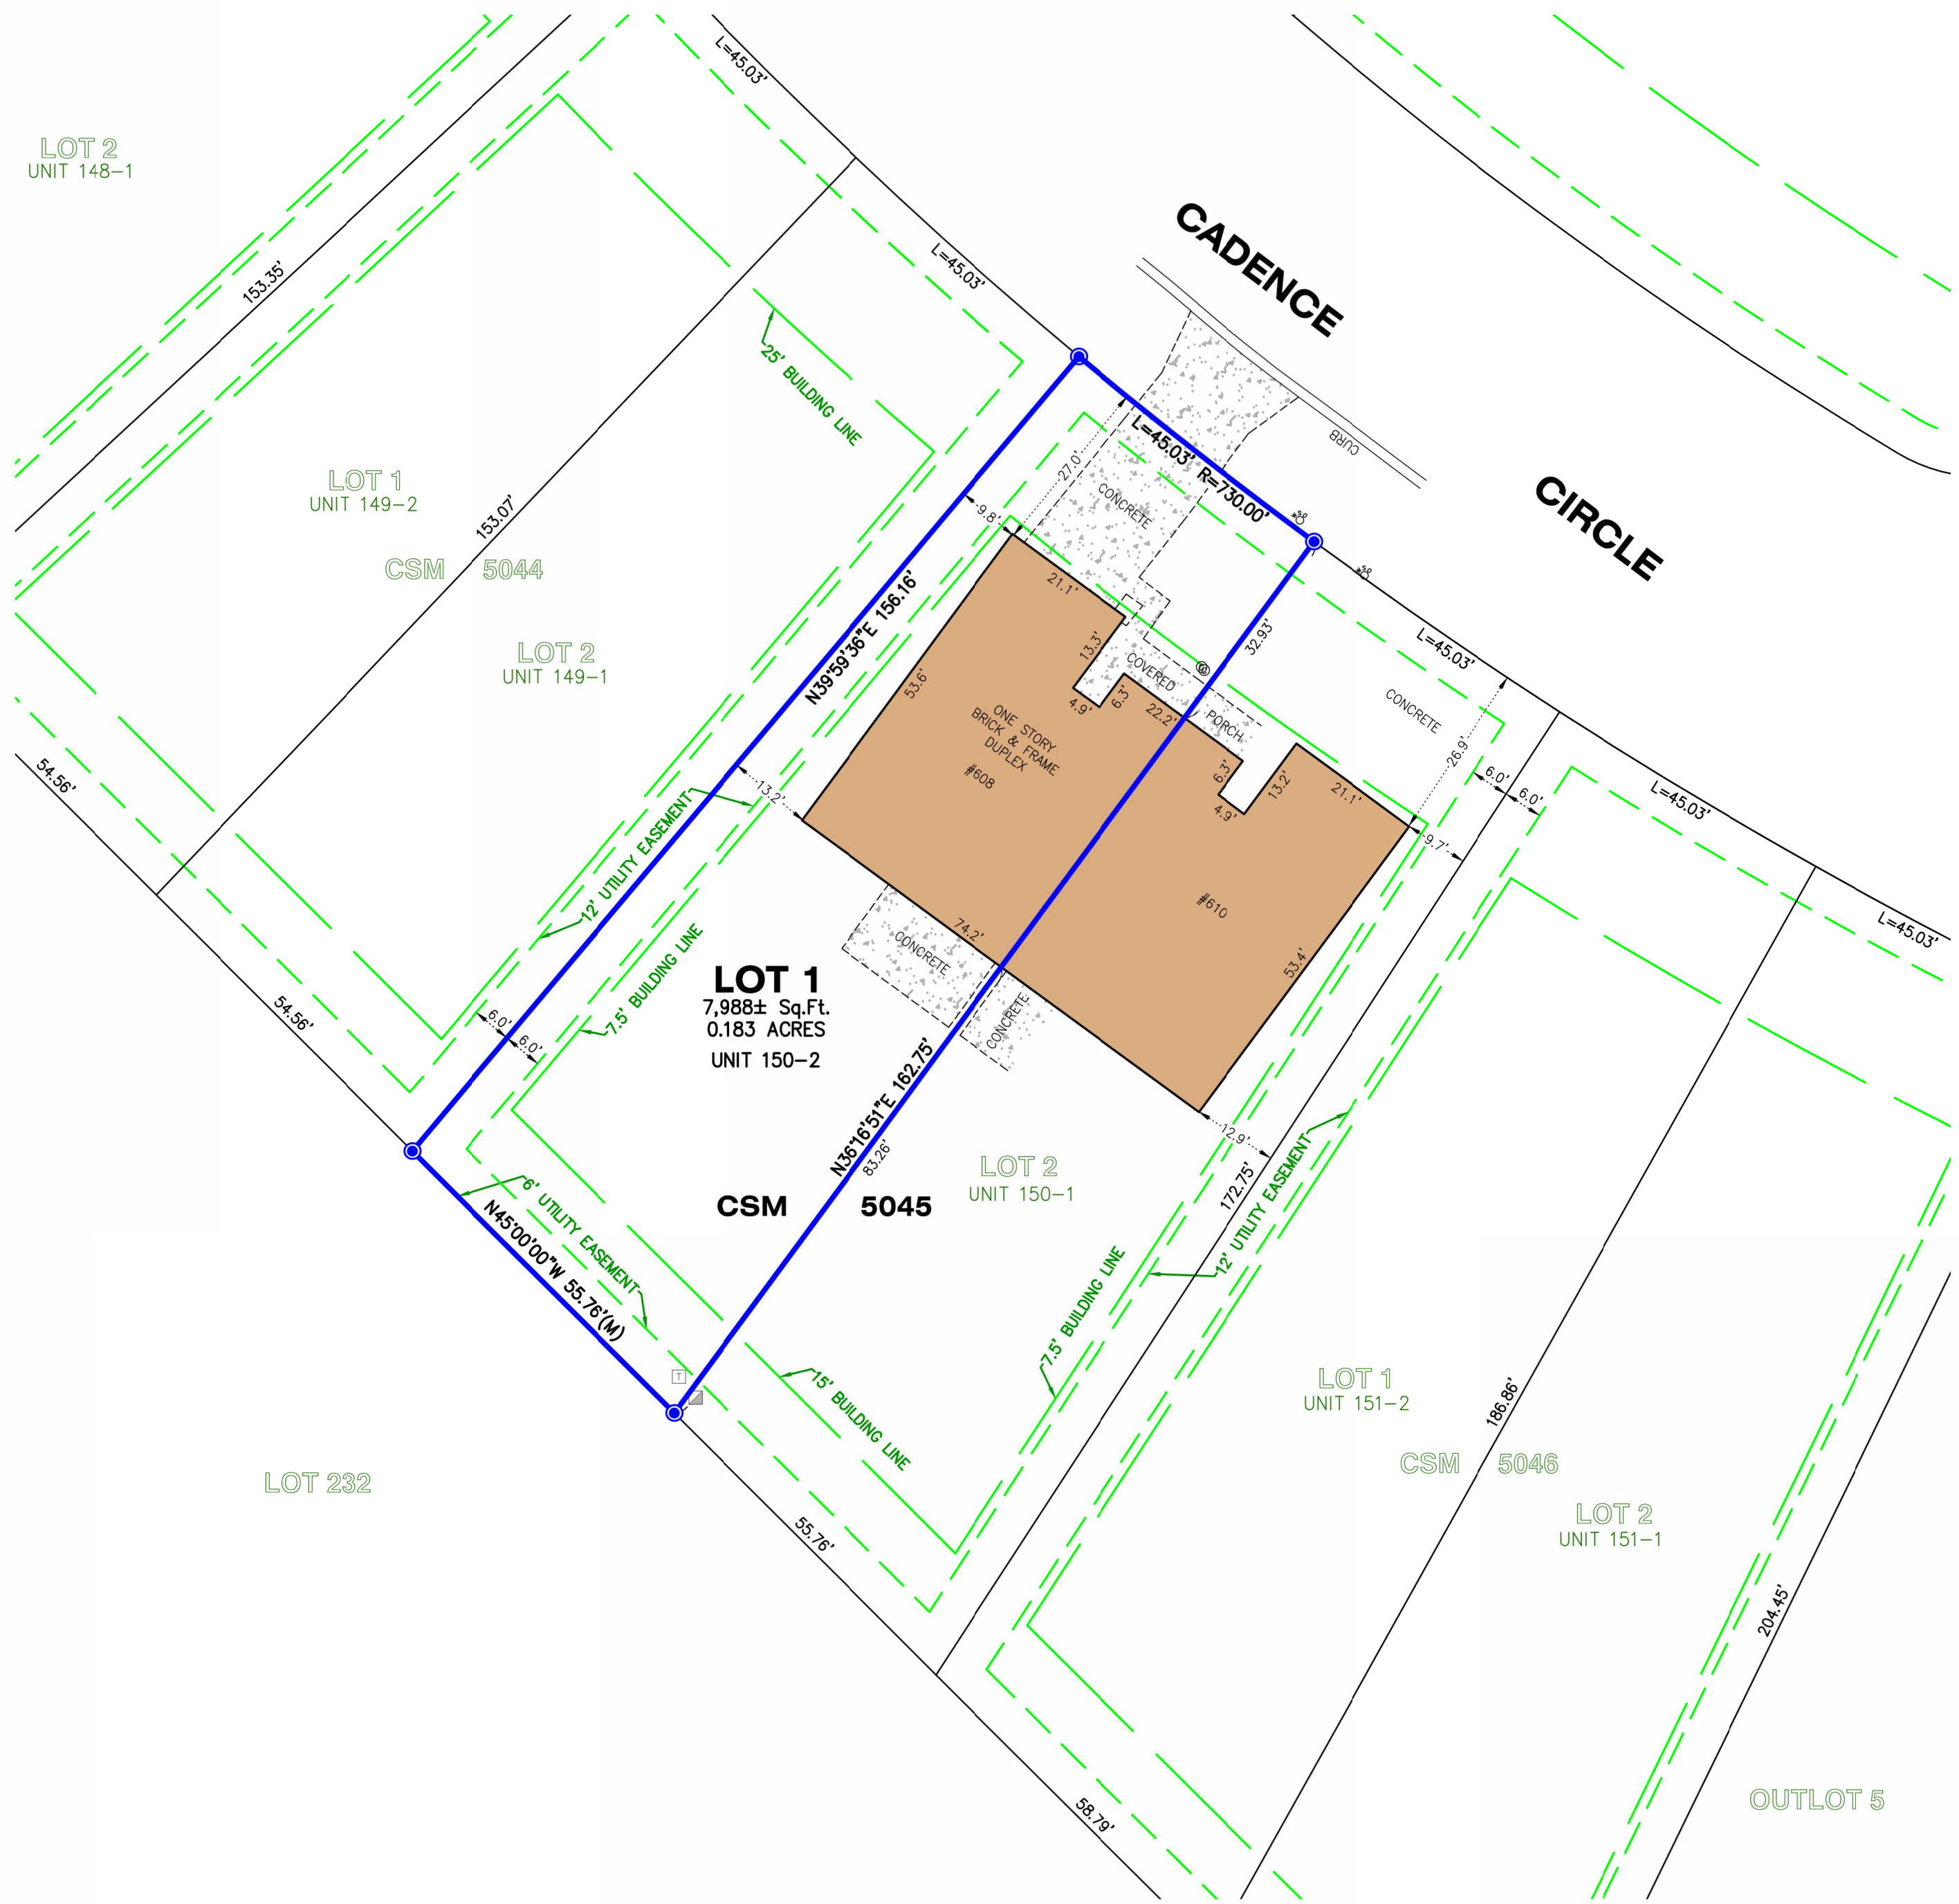 L=45.03'
LOT 2
UNIT 148-1
153.35'
L=45.03'
CADENCE
25' BUILDING LINE
CURB
L=45.03' R=730.00'
27.0'
CONCRETE
9.8'
LOT 1
UNIT 149-2
153.07'
CSM 5044
CIRCLE
21.1'
N39°59'36"E 156.16'
13.3'
32.93'
L=45.03'
LOT 2
UNIT 149-1
53.6'
COVERED
PORCH
4.9'
6.3'
22.2'
CONCRETE
ONE STORY
BRICK & FRAME
DUPLEX
#608
26.9'
6.3'
13.2'
21.1'
4.9'
6.0'
6.0'
L=45.03'
54.56'
13.2'
12' UTILITY EASEMENT
9.7'
#610
L=45.03'
74.2'
CONCRETE
53.4'
7.5' BUILDING LINE
LOT 1
7,988± Sq.Ft.
0.183 ACRES
UNIT 150-2
CONCRETE
54.56'
6.0'
6.0'
N36°16'51"E 162.75'
83.26'
12.9'
172.75'
12' UTILITY EASEMENT
LOT 2
UNIT 150-1
CSM 5045
6' UTILITY EASEMENT
N45°00'00"W 55.76'(M)
7.5' BUILDING LINE
T
15' BUILDING LINE
LOT 1
UNIT 151-2
186.86'
LOT 232
CSM 5046
55.76'
LOT 2
UNIT 151-1
204.45'
58.79'
OUTLOT 5